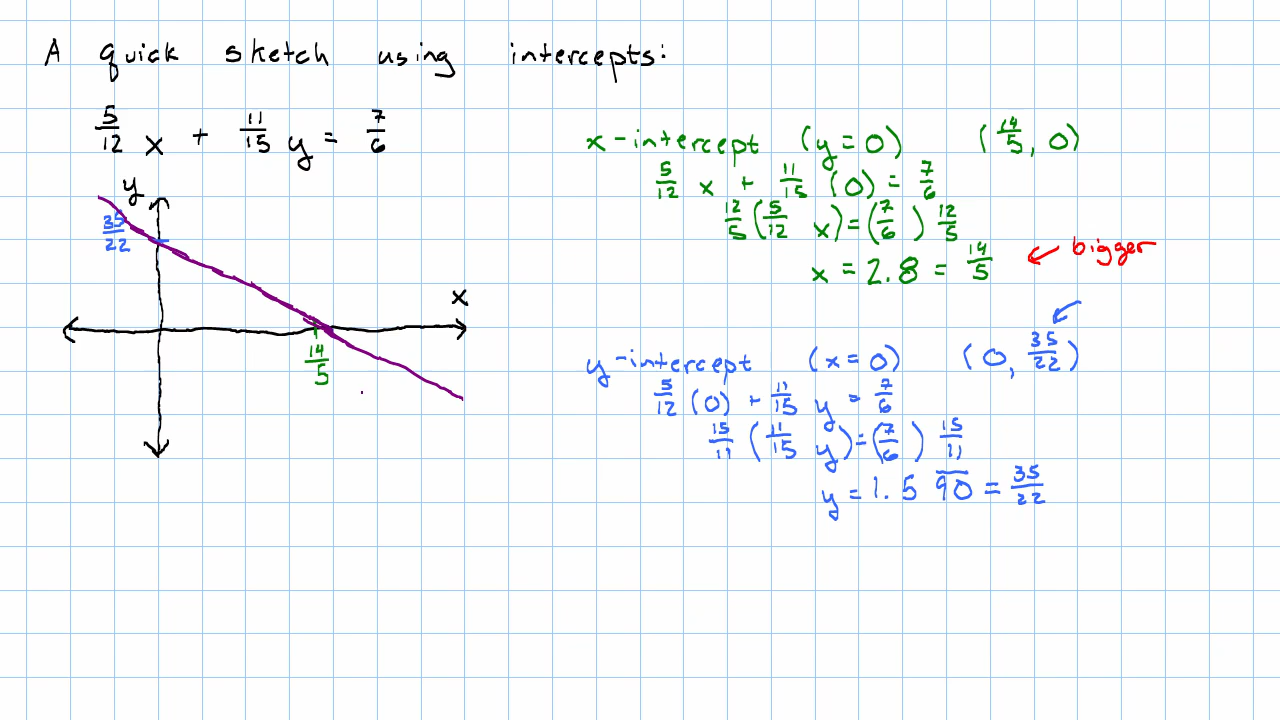 A quick sketch using intercepts:
5/12 x + 11/15 y = 7/6
y
35/22
x
14/5
x-intercept (y=0) (14/5, 0)
5/12 x + 11/15 (0) = 7/6
12/5 (5/12 x) = (7/6) 12/5
x = 2.8 = 14/5
bigger
y-intercept (x=0) (0, 35/22)
5/12 (0) + 11/15 y = 7/6
15/11 (11/15 y) = (7/6) 15/11
y = 1.5 9̅0̅ = 35/22